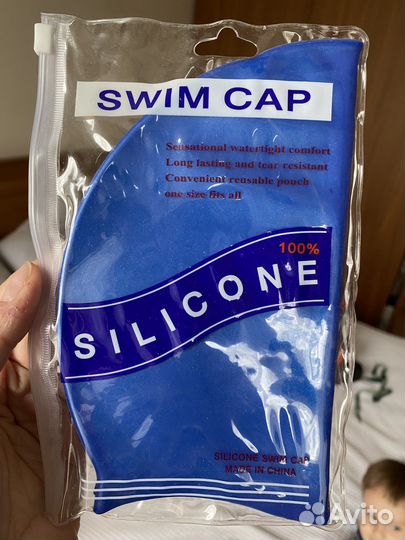 SWIM CAP
Sensational watertight comfort
Long lasting and tear resistant
Convenient reusable pouch
one size fits all
100%
SILICONE
SILICONE SWIM CAP
MADE IN CHINA
Avito